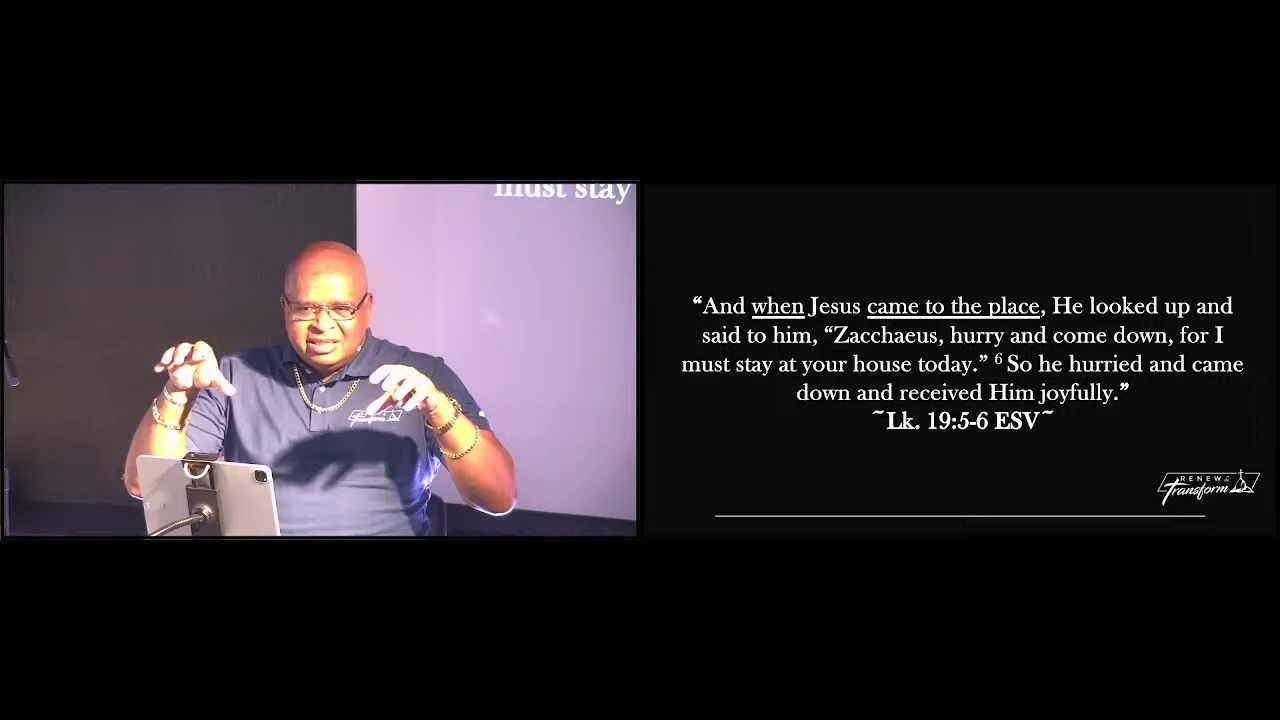 must stay
“And when Jesus came to the place, He looked up and
said to him, “Zacchaeus, hurry and come down, for I
must stay at your house today.” ⁶ So he hurried and came
down and received Him joyfully.”
~Lk. 19:5-6 ESV~
RENEW &
Transform
Transform